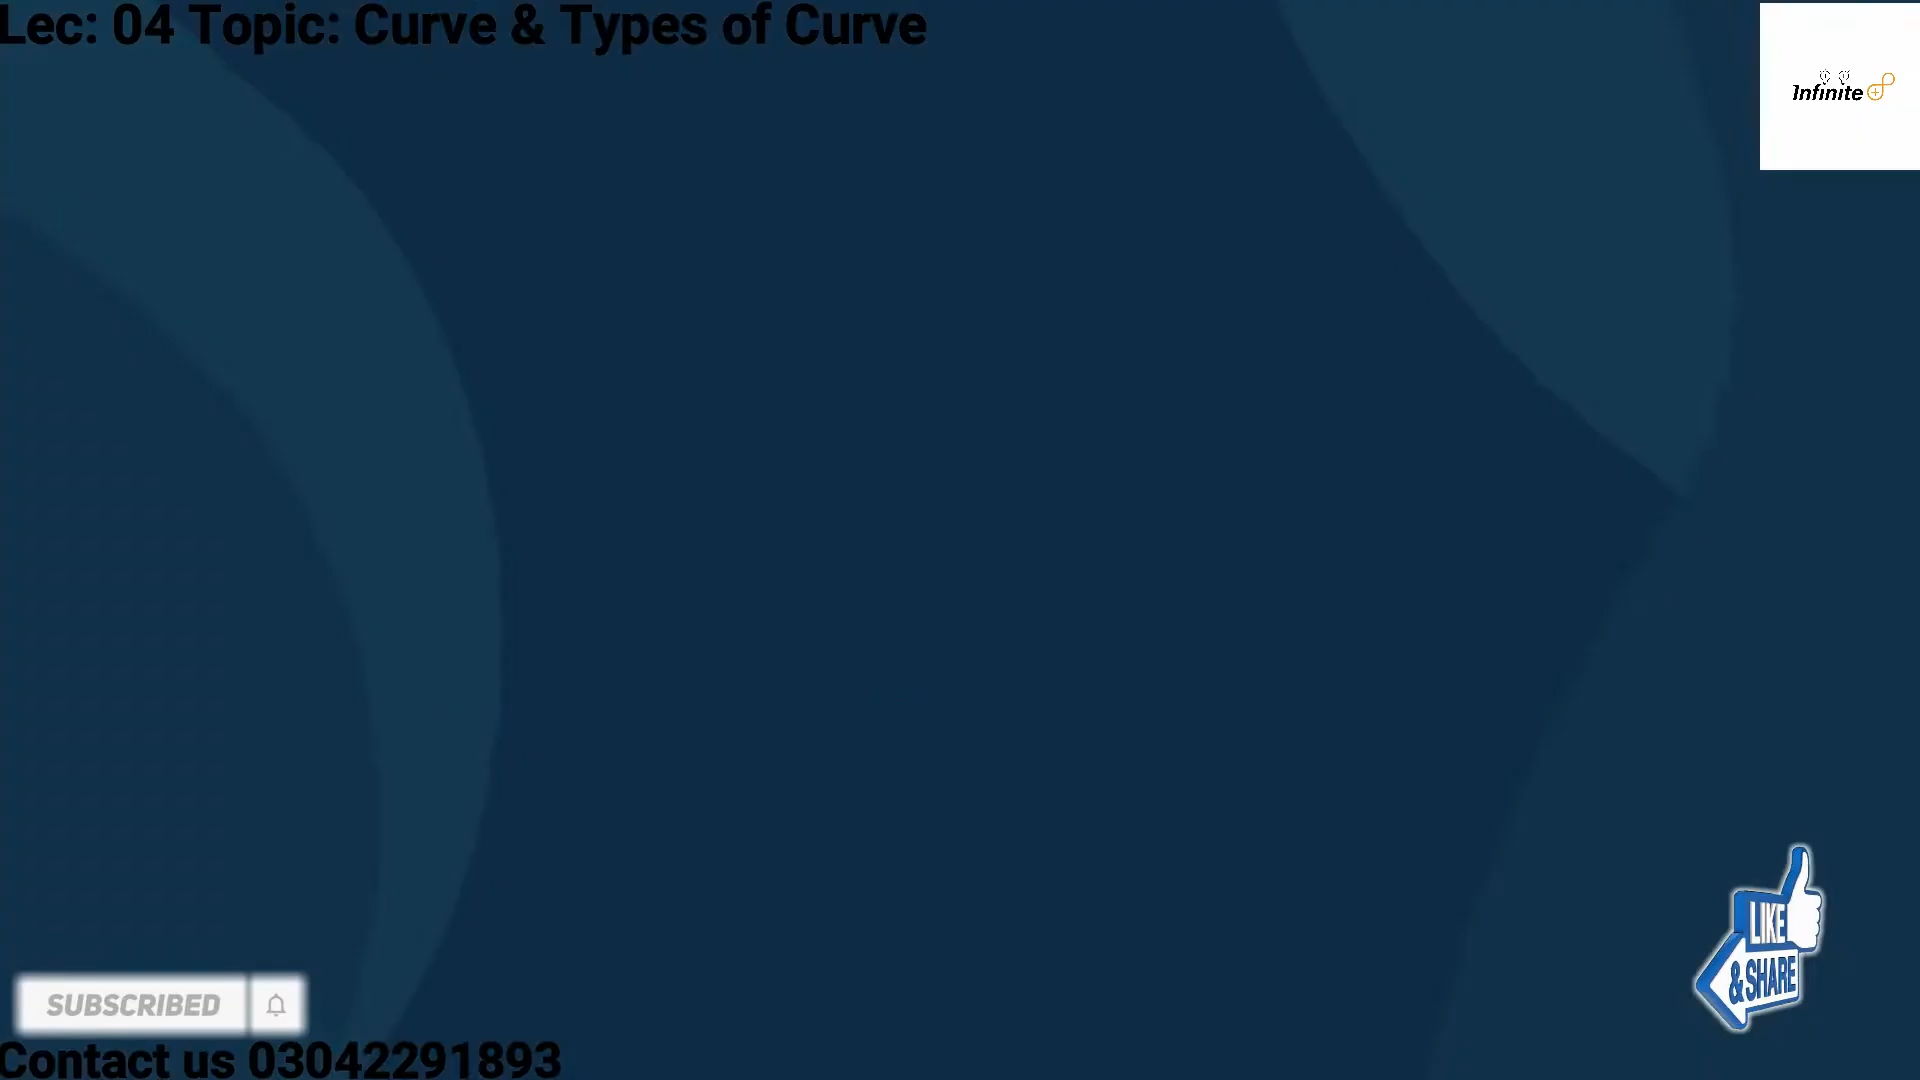 Lec: 04 Topic: Curve & Types of Curve
Infinite
LIKE
& SHARE
SUBSCRIBED
Contact us 03042291893